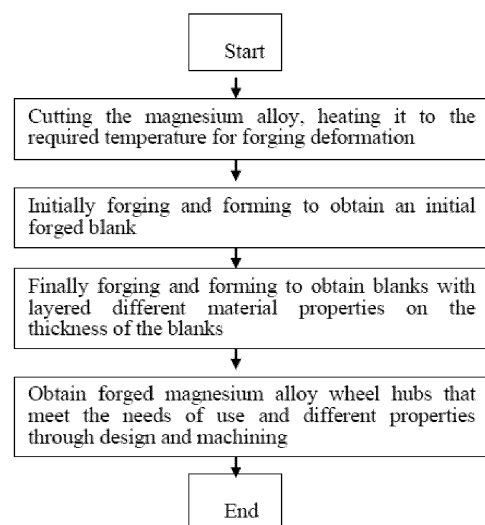 Start
Cutting the magnesium alloy, heating it to the
required temperature for forging deformation
Initially forging and forming to obtain an initial
forged blank
Finally forging and forming to obtain blanks with
layered different material properties on the
thickness of the blanks
Obtain forged magnesium alloy wheel hubs that
meet the needs of use and different properties
through design and machining
End